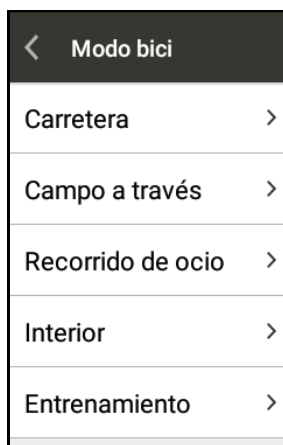 Modo bici
Carretera
Campo a través
Recorrido de ocio
Interior
Entrenamiento